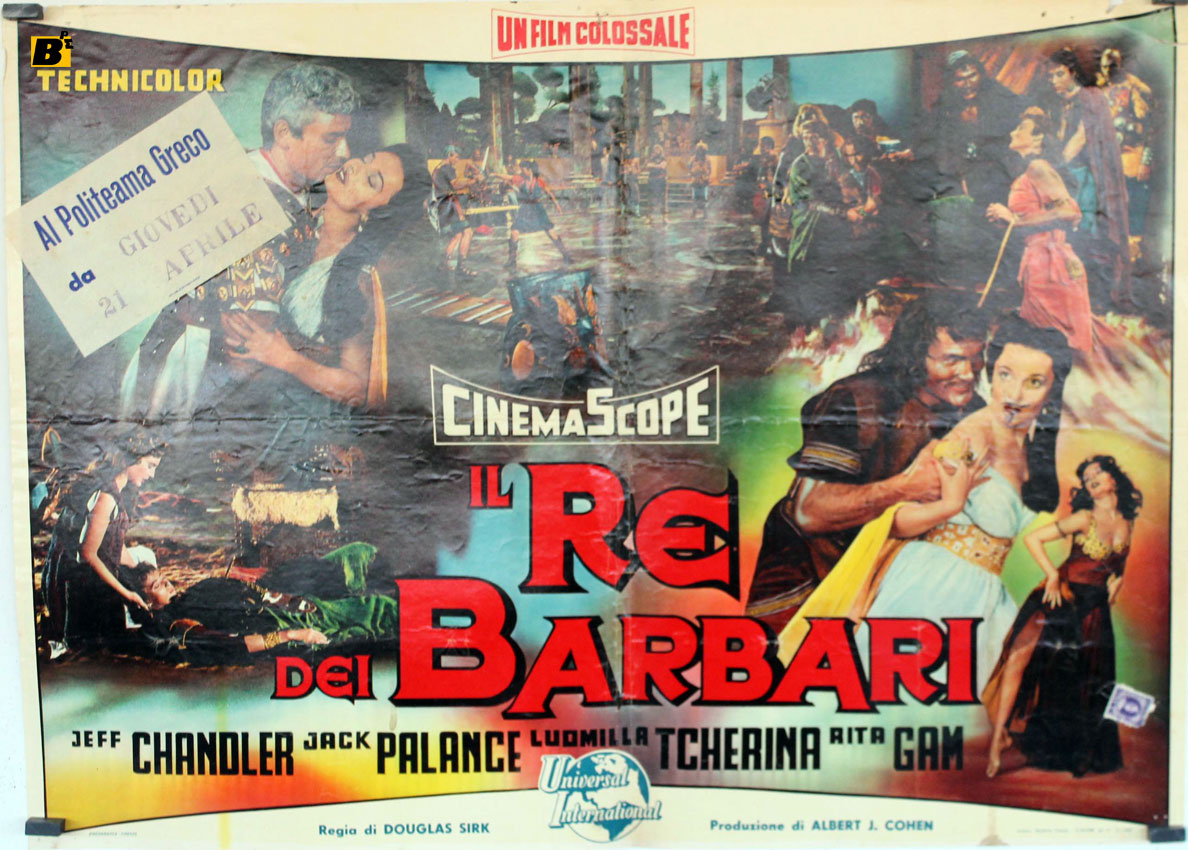 UN FILM COLOSSALE
BPE
TECHNICOLOR
Al Politeama Greco
da GIOVEDI
21 APRILE
CINEMASCOPE
IL RE
DEI BARBARI
JEFF CHANDLER JACK PALANCE LUDMILLA TCHERINA RITA GAM
Universal
International
Regia di DOUGLAS SIRK
Produzione di ALBERT J. COHEN